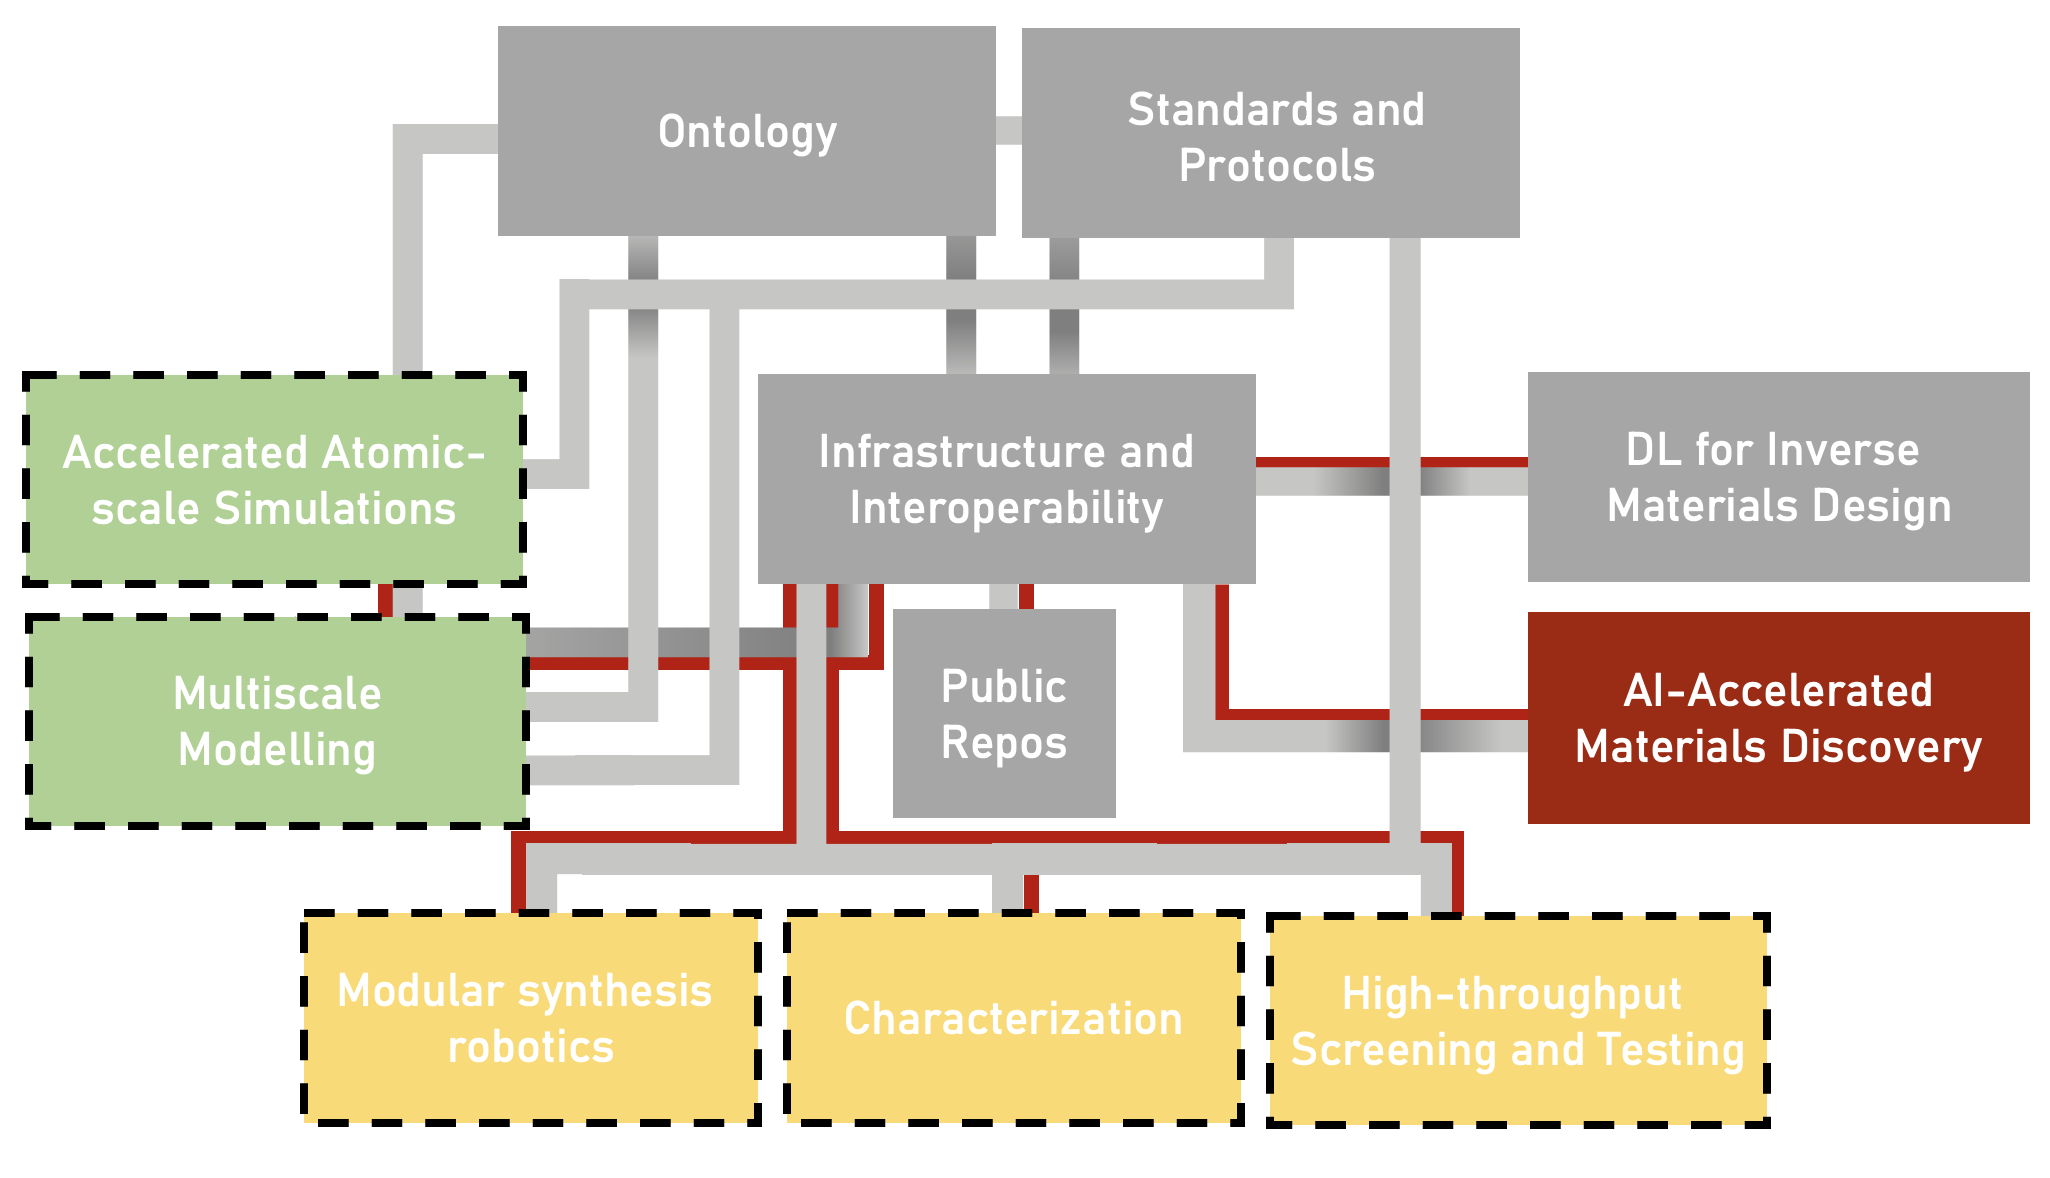 Ontology
Standards and
Protocols
Accelerated Atomic-
scale Simulations
Infrastructure and
Interoperability
DL for Inverse
Materials Design
Multiscale
Modelling
Public
Repos
AI-Accelerated
Materials Discovery
Modular synthesis
robotics
Characterization
High-throughput
Screening and Testing